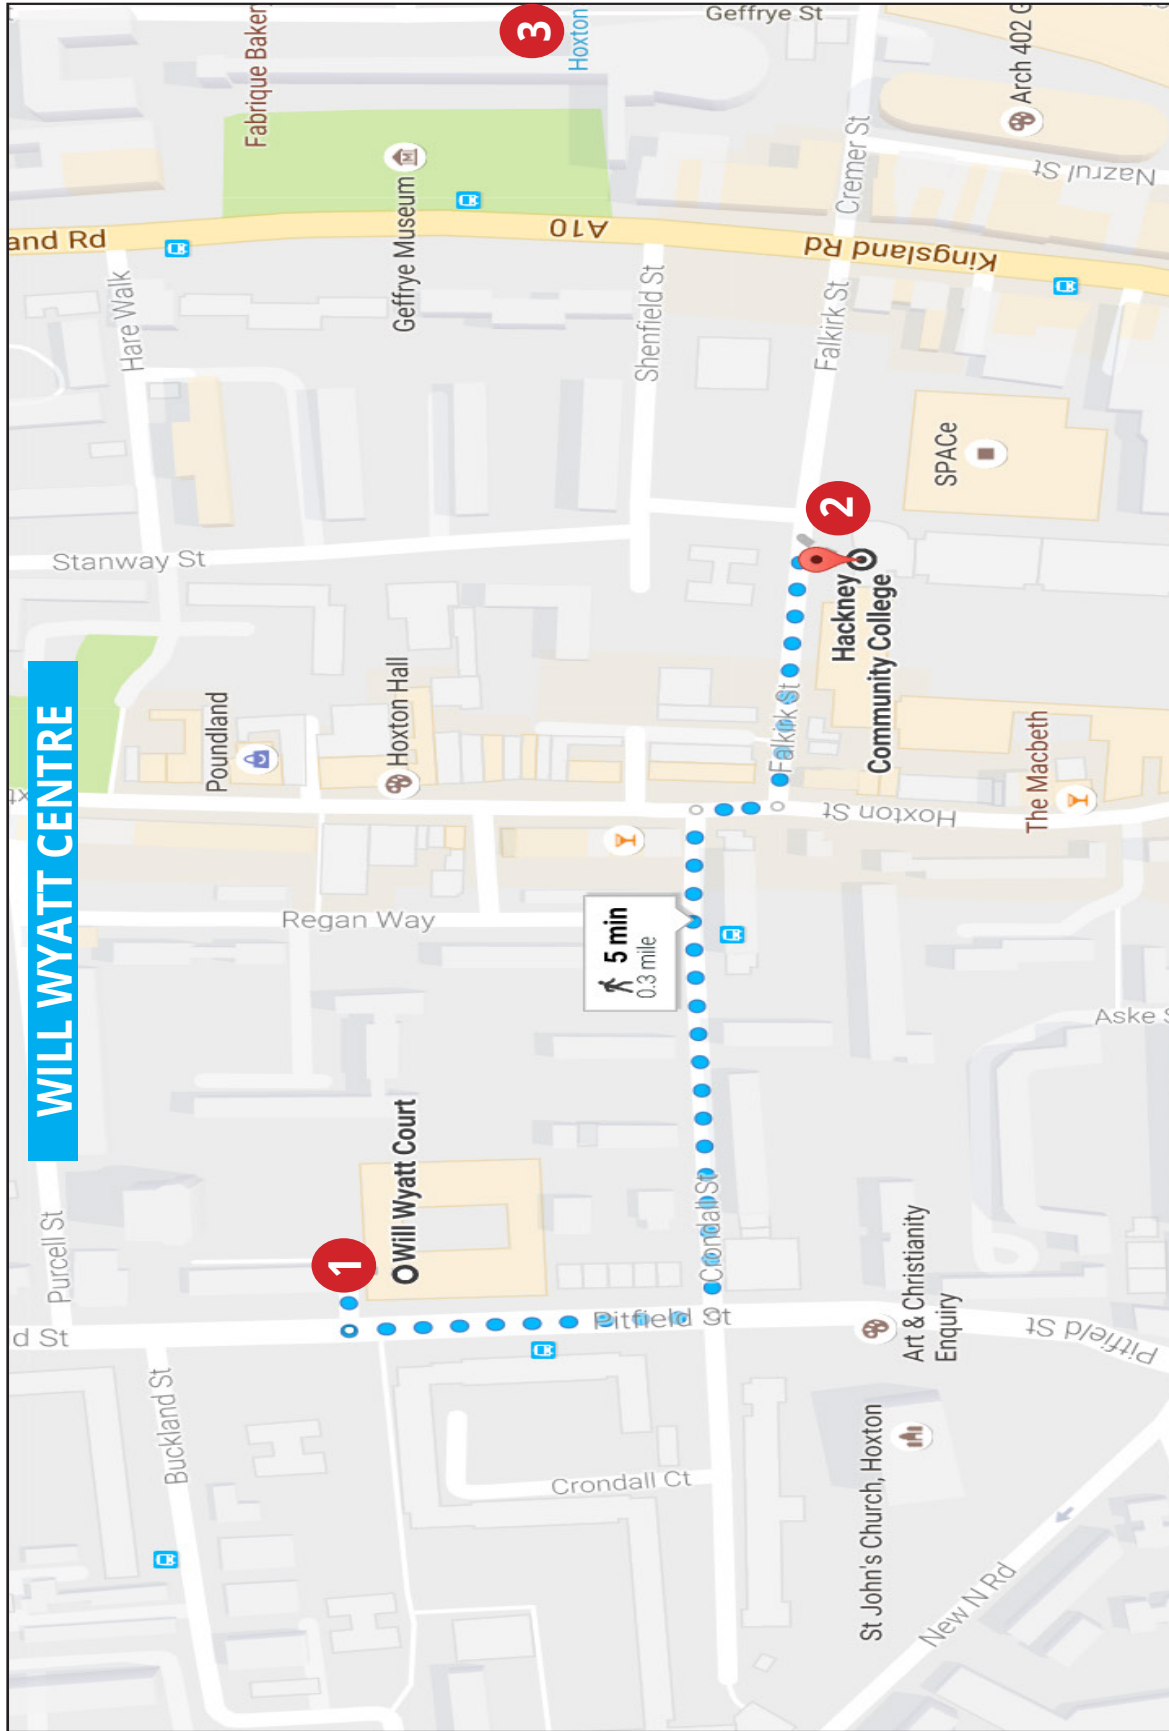 WILL WYATT CENTRE
Purcell St
d St
Buckland St
Stanway St
Hare Walk
and Rd
Poundland
Fabrique Baker
Regan Way
1
Will Wyatt Court
Hoxton Hall
Geffrye Museum
3
Hoxton
A10
5 min
0.3 mile
Crondall Ct
Pitfield St
Crondall St
Shenfield St
Geffrye St
Falkirk St
2
Hackney
Community College
Falkirk St
Cremer St
Kingsland Rd
St John's Church, Hoxton
Art & Christianity
Enquiry
Hoxton St
SPACe
New N Rd
Pitfield St
The Macbeth
Arch 402 G
Nazrul St
Aske S
xt